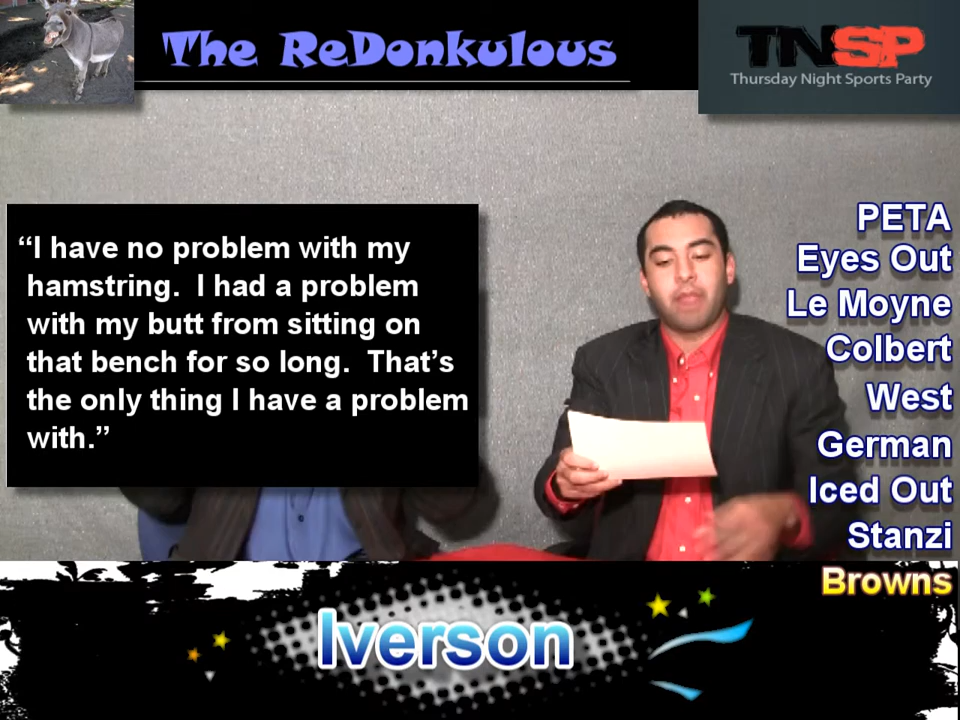 The ReDonkulous
TNSP
Thursday Night Sports Party
“I have no problem with my
hamstring.  I had a problem
with my butt from sitting on
that bench for so long.  That’s
the only thing I have a problem
with.”
PETA
Eyes Out
Le Moyne
Colbert
West
German
Iced Out
Stanzi
Browns
Iverson